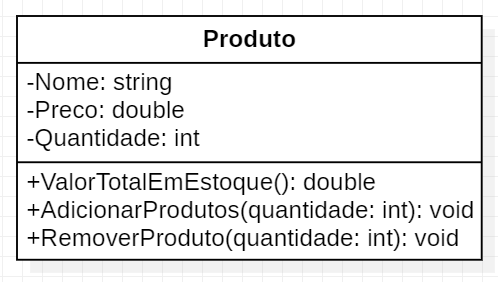 Produto
-Nome: string
-Preco: double
-Quantidade: int
+ValorTotalEmEstoque(): double
+AdicionarProdutos(quantidade: int): void
+RemoverProduto(quantidade: int): void